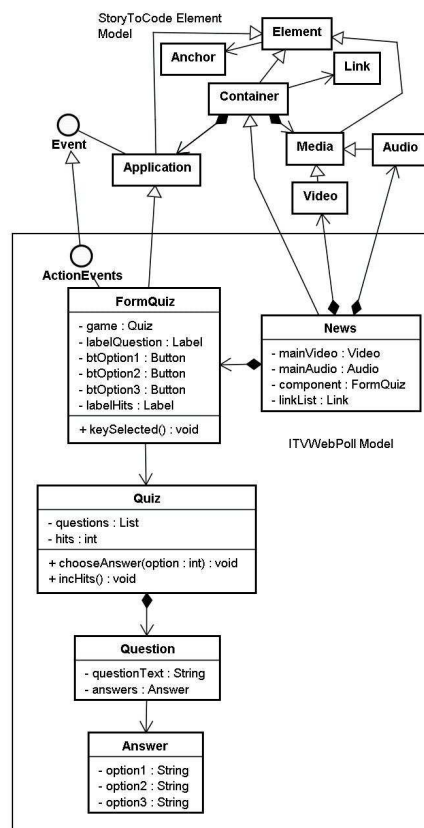 StoryToCode Element
Model
Element
Anchor
Link
Container
Event
Application
Media
Audio
Video
ActionEvents
FormQuiz
- game : Quiz
- labelQuestion : Label
- btOption1 : Button
- btOption2 : Button
- btOption3 : Button
- labelHits : Label
+ keySelected() : void
News
- mainVideo : Video
- mainAudio : Audio
- component : FormQuiz
- linkList : Link
ITVWebPoll Model
Quiz
- questions : List
- hits : int
+ chooseAnswer(option : int) : void
+ incHits() : void
Question
- questionText : String
- answers : Answer
Answer
- option1 : String
- option2 : String
- option3 : String